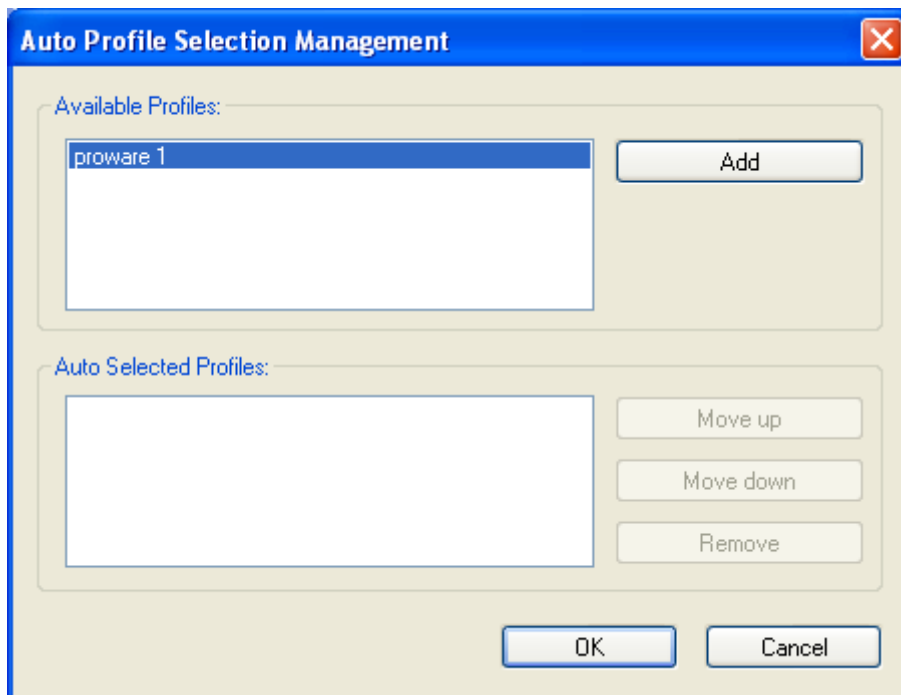 Auto Profile Selection Management
Available Profiles:
proware 1
Add
Auto Selected Profiles:
Move up
Move down
Remove
OK
Cancel